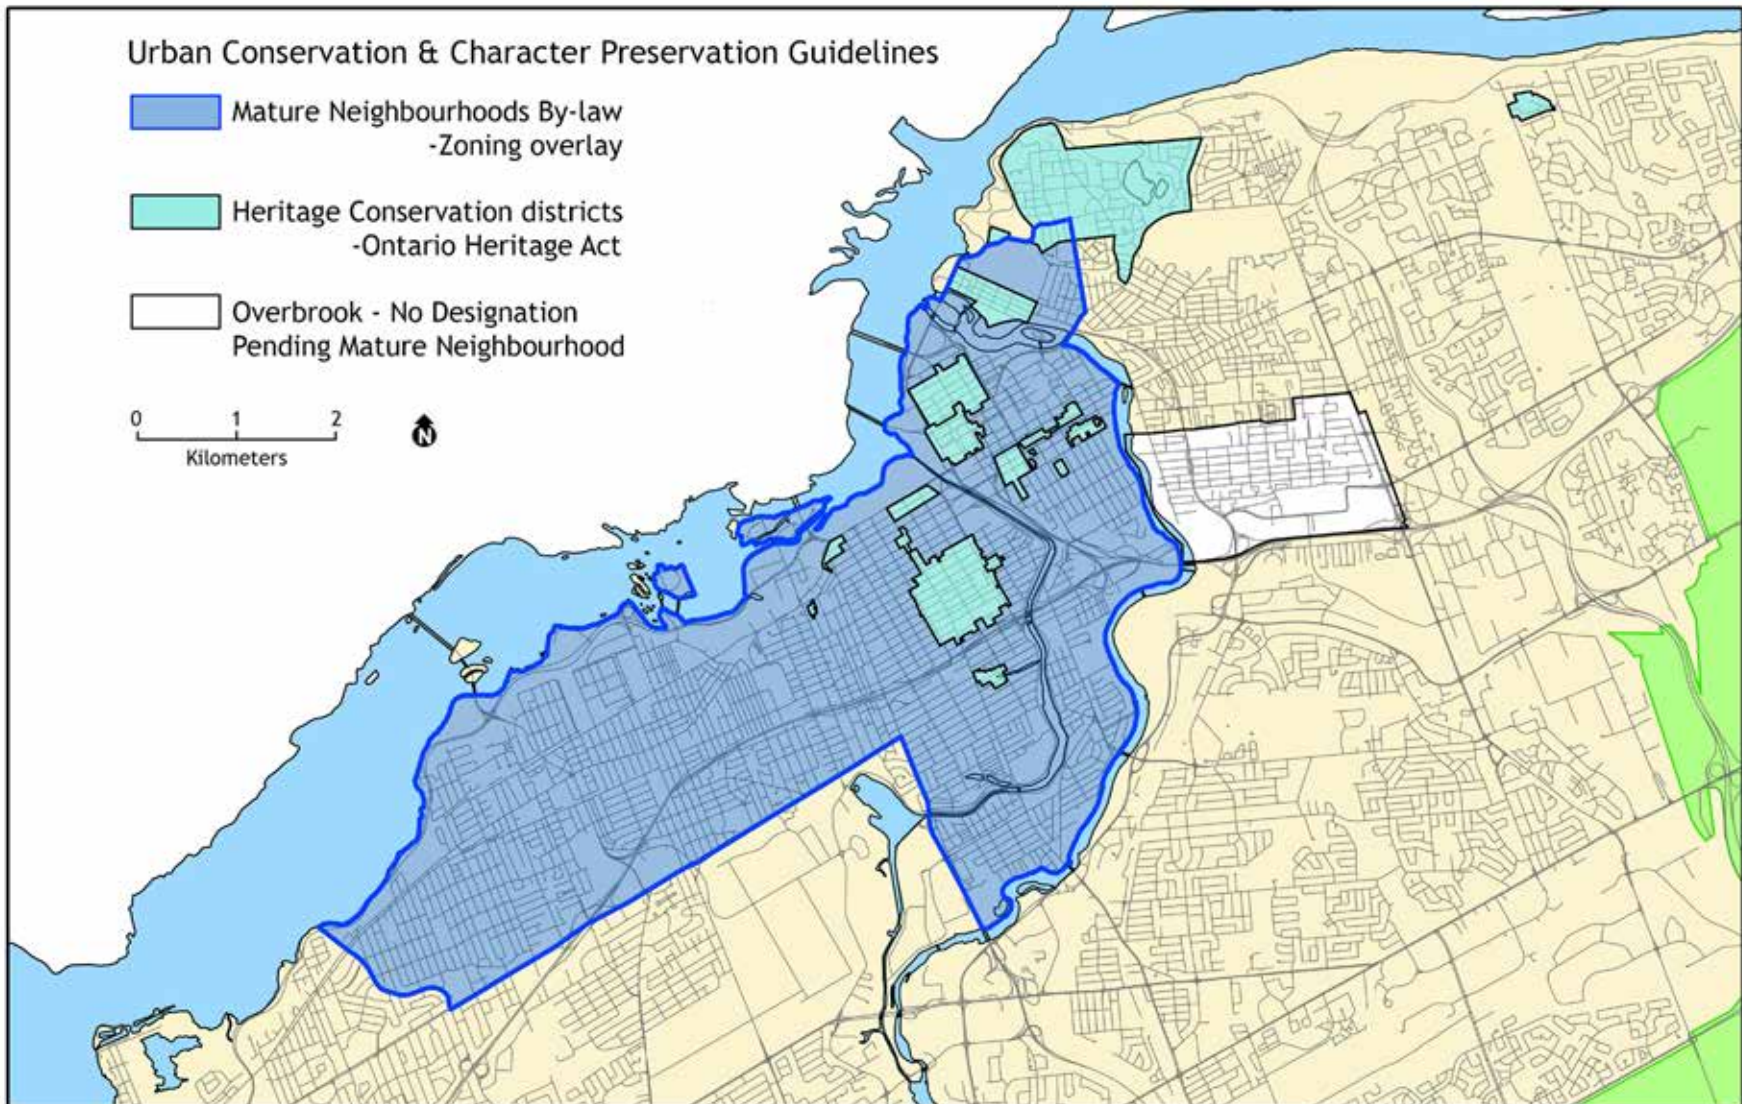 Urban Conservation & Character Preservation Guidelines
Mature Neighbourhoods By-law
-Zoning overlay
Heritage Conservation districts
-Ontario Heritage Act
Overbrook - No Designation
Pending Mature Neighbourhood
0 1 2
Kilometers
N